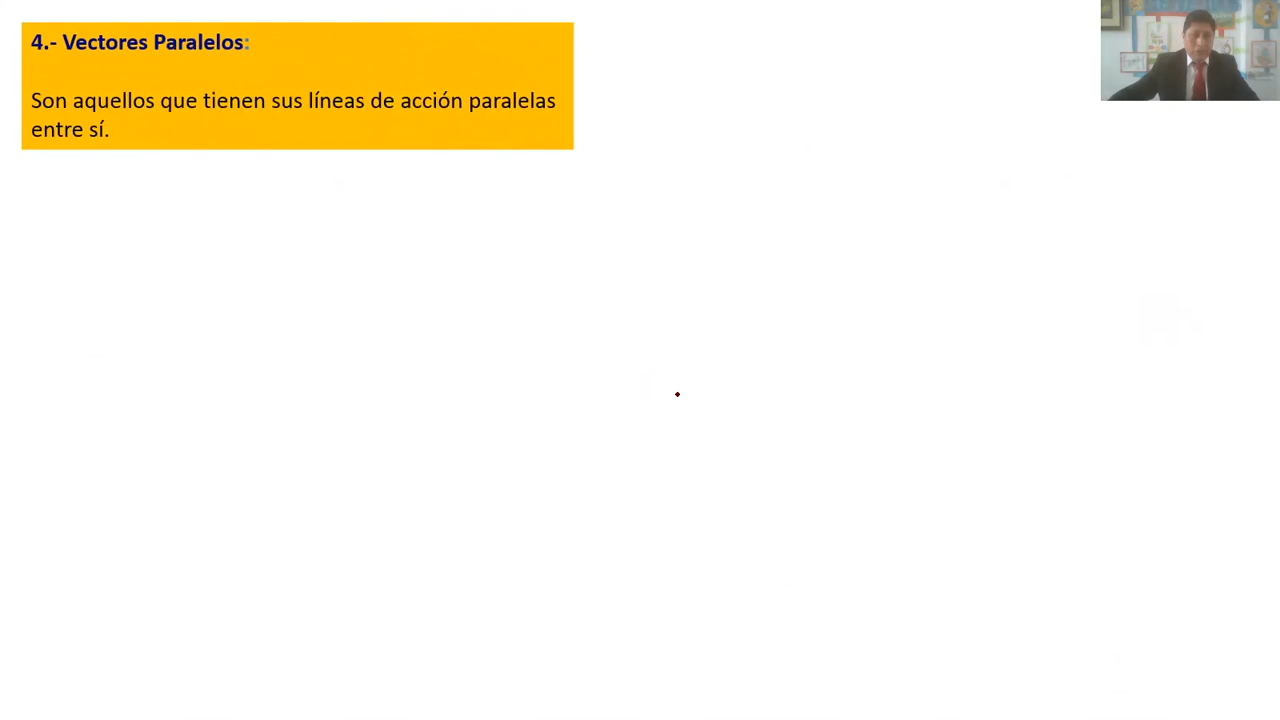 4.- Vectores Paralelos:
Son aquellos que tienen sus líneas de acción paralelas
entre sí.